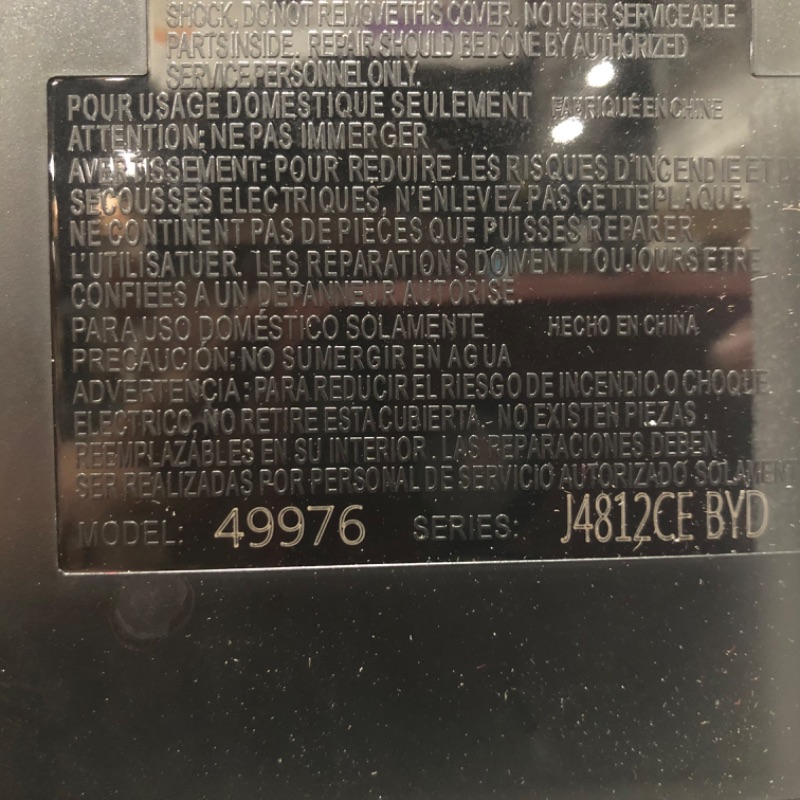 SHOCK, DO NOT REMOVE THIS COVER. NO USER SERVICEABLE
PARTS INSIDE. REPAIR SHOULD BE DONE BY AUTHORIZED
SERVICE PERSONNEL ONLY.
POUR USAGE DOMESTIQUE SEULEMENT FABRIQUÉ EN CHINE
ATTENTION: NE PAS IMMERGER
AVERTISSEMENT: POUR REDUIRE LES RISQUES D'INCENDIE ET D
SECOUSSES ELECTRIQUES, N'ENLEVEZ PAS CETTE PLAQUE.
NE CONTINENT PAS DE PIECES QUE PUISSES REPARER
L'UTILISATUER. LES REPARATIONS DOIVENT TOUJOURS ETRE
CONFIEES A UN DEPANNEUR AUTORISE.
PARA USO DOMÉSTICO SOLAMENTE HECHO EN CHINA
PRECAUCIÓN: NO SUMERGIR EN AGUA
ADVERTENCIA: PARA REDUCIR EL RIESGO DE INCENDIO O CHOQUE
ELECTRICO, NO RETIRE ESTA CUBIERTA. NO EXISTEN PIEZAS
REEMPLAZABLES EN SU INTERIOR. LAS REPARACIONES DEBEN
SER REALIZADAS POR PERSONAL DE SERVICIO AUTORIZADO SOLAMENT
MODEL: 49976 SERIES: J4812CE BYD